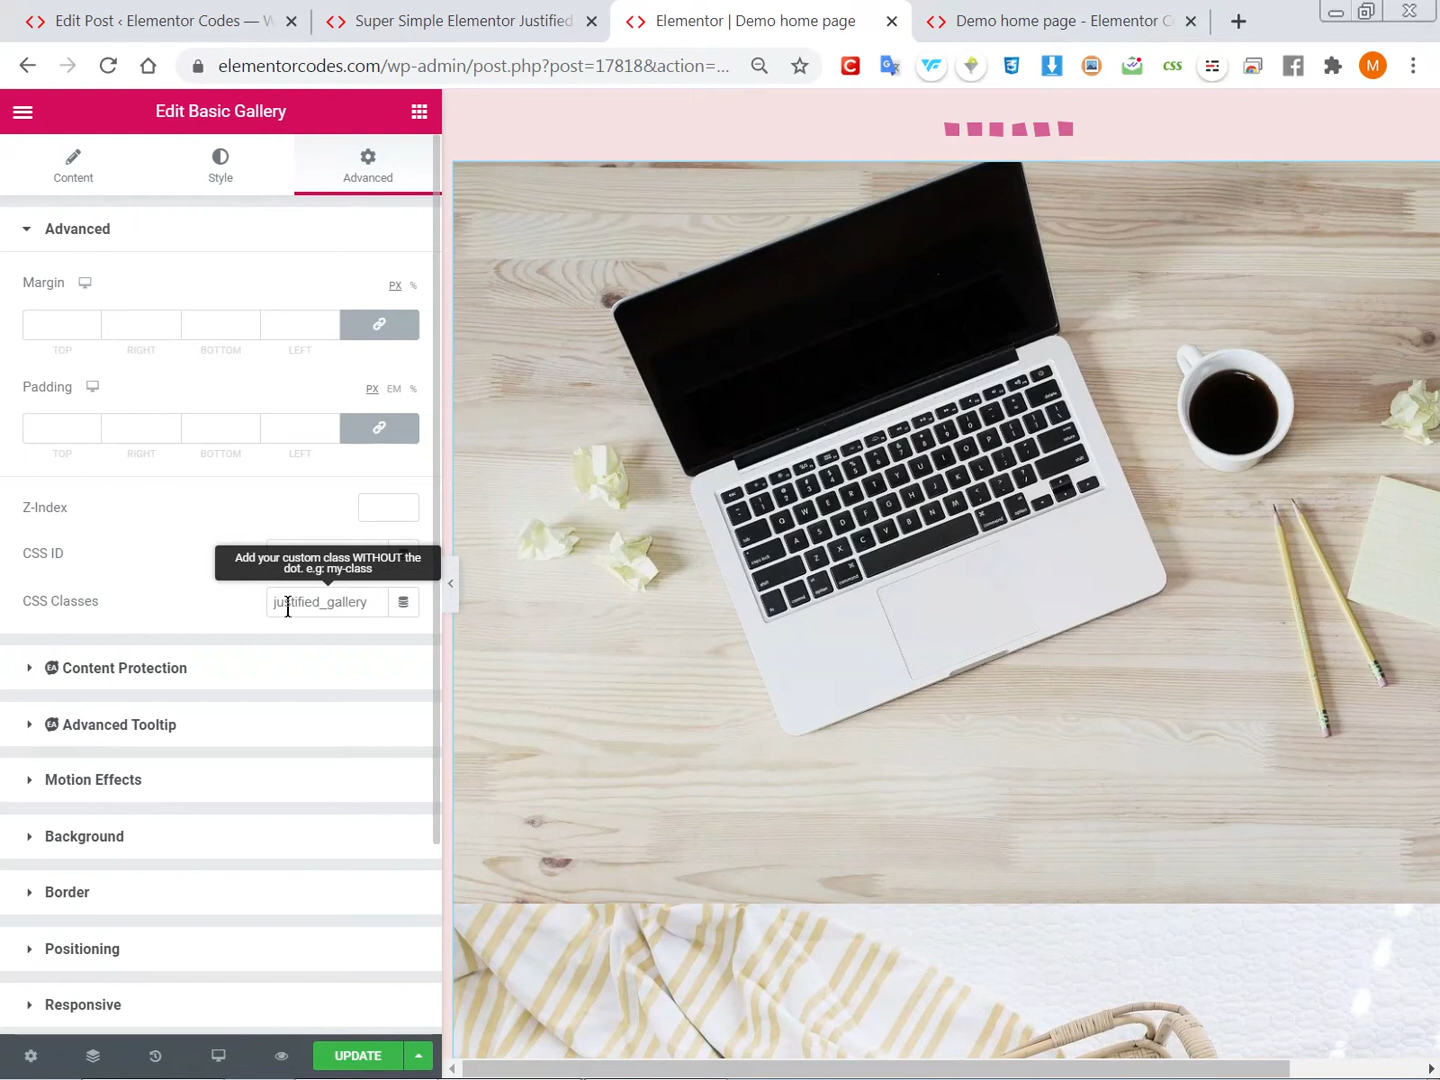 Edit Post ‹ Elementor Codes — W
Super Simple Elementor Justified
Elementor | Demo home page
Demo home page - Elementor C
elementorcodes.com/wp-admin/post.php?post=17818&action=...
css
M
Edit Basic Gallery
Content
Style
Advanced
Advanced
Margin
PX %
TOP RIGHT BOTTOM LEFT
Padding
PX EM %
TOP RIGHT BOTTOM LEFT
Z-Index
CSS ID
Add your custom class WITHOUT the
dot. e.g: my-class
CSS Classes
justified_gallery
EA Content Protection
EA Advanced Tooltip
Motion Effects
Background
Border
Positioning
Responsive
UPDATE